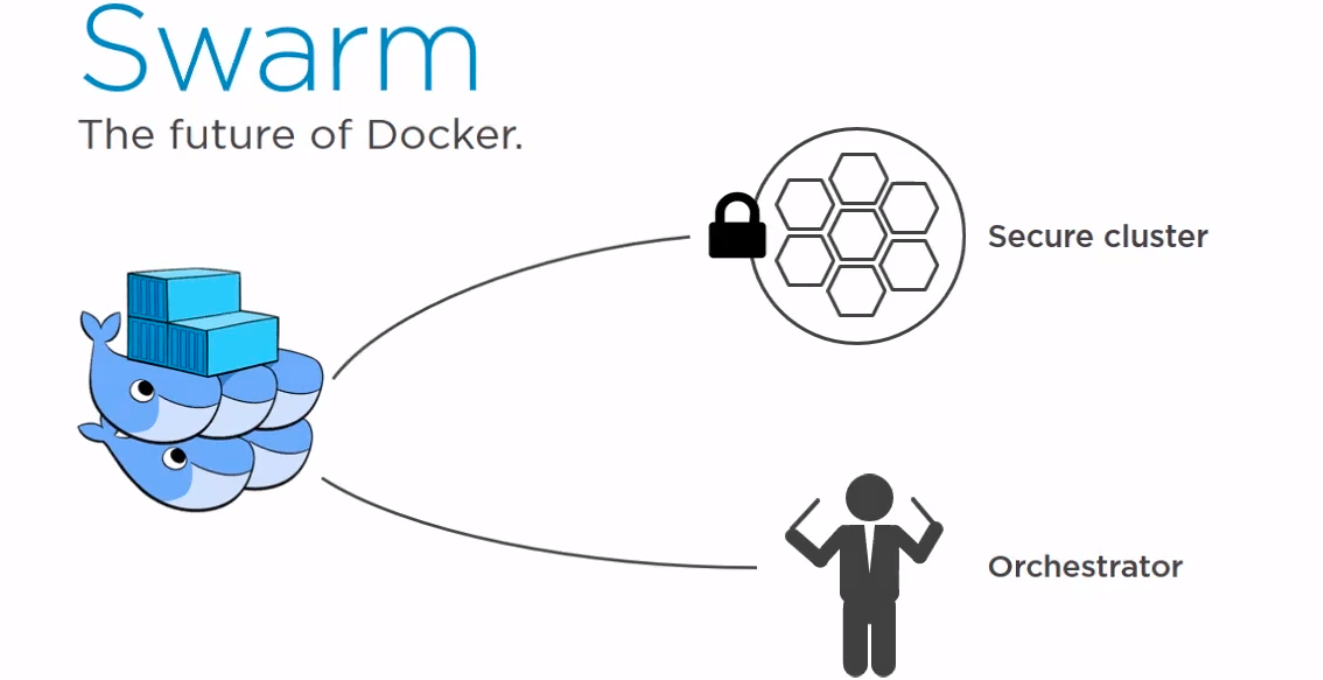 Swarm
The future of Docker.
Secure cluster
Orchestrator